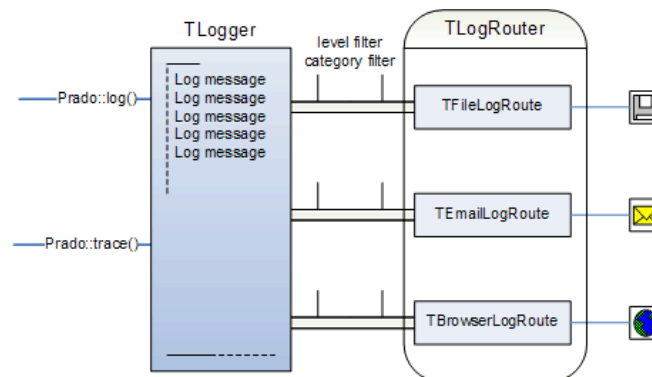 TLogger
level filter
category filter
TLogRouter
Log message
Log message
Log message
Log message
Log message
Prado::log()
TFileLogRoute
TEmailLogRoute
Prado::trace()
TBrowserLogRoute